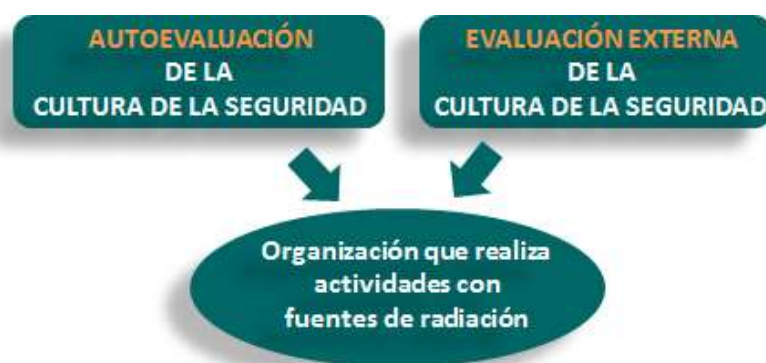 AUTOEVALUACIÓN
DE LA
CULTURA DE LA SEGURIDAD
EVALUACIÓN EXTERNA
DE LA
CULTURA DE LA SEGURIDAD
Organización que realiza
actividades con
fuentes de radiación